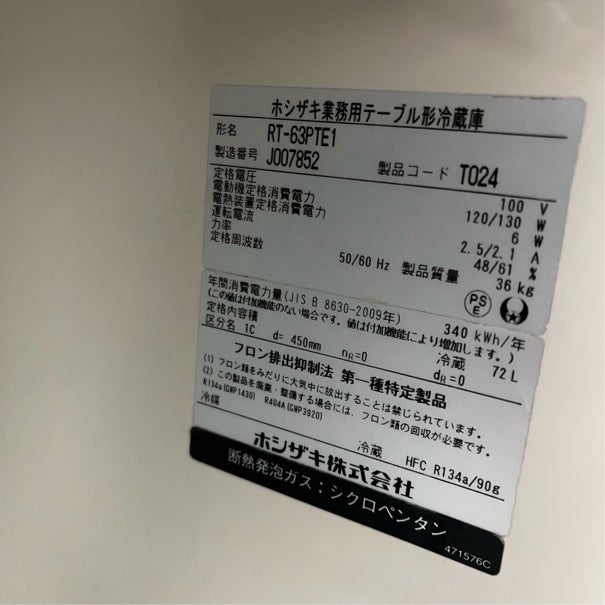 ホシザキ業務用テーブル形冷蔵庫
形名 RT-63PTE1
製造番号 J007852 製品コード T024
定格電圧 100 V
電動機定格消費電力 120/130 W
電熱装置定格消費電力 6 W
運転電流 2.5/2.1 A
力率 48/61 %
定格周波数 50/60 Hz 製品質量 36 kg
PSE
年間消費電力量(JIS B 8630-2009年) 340 kWh/年
(この値は付加機能のない場合です。値は付加機能により増加します。)
定格内容積 冷蔵 72 L
区分名 1C d= 450mm nR=0 dR=0
フロン排出抑制法 第一種特定製品
(1) フロン類をみだりに大気中に放出することは禁じられています。
(2) この製品を廃棄・整備する場合には、フロン類の回収が必要です。
R134a(GWP1430) R404A(GWP3920)
冷媒 冷蔵 HFC R134a/90g
ホシザキ株式会社
断熱発泡ガス：シクロペンタン
471576C